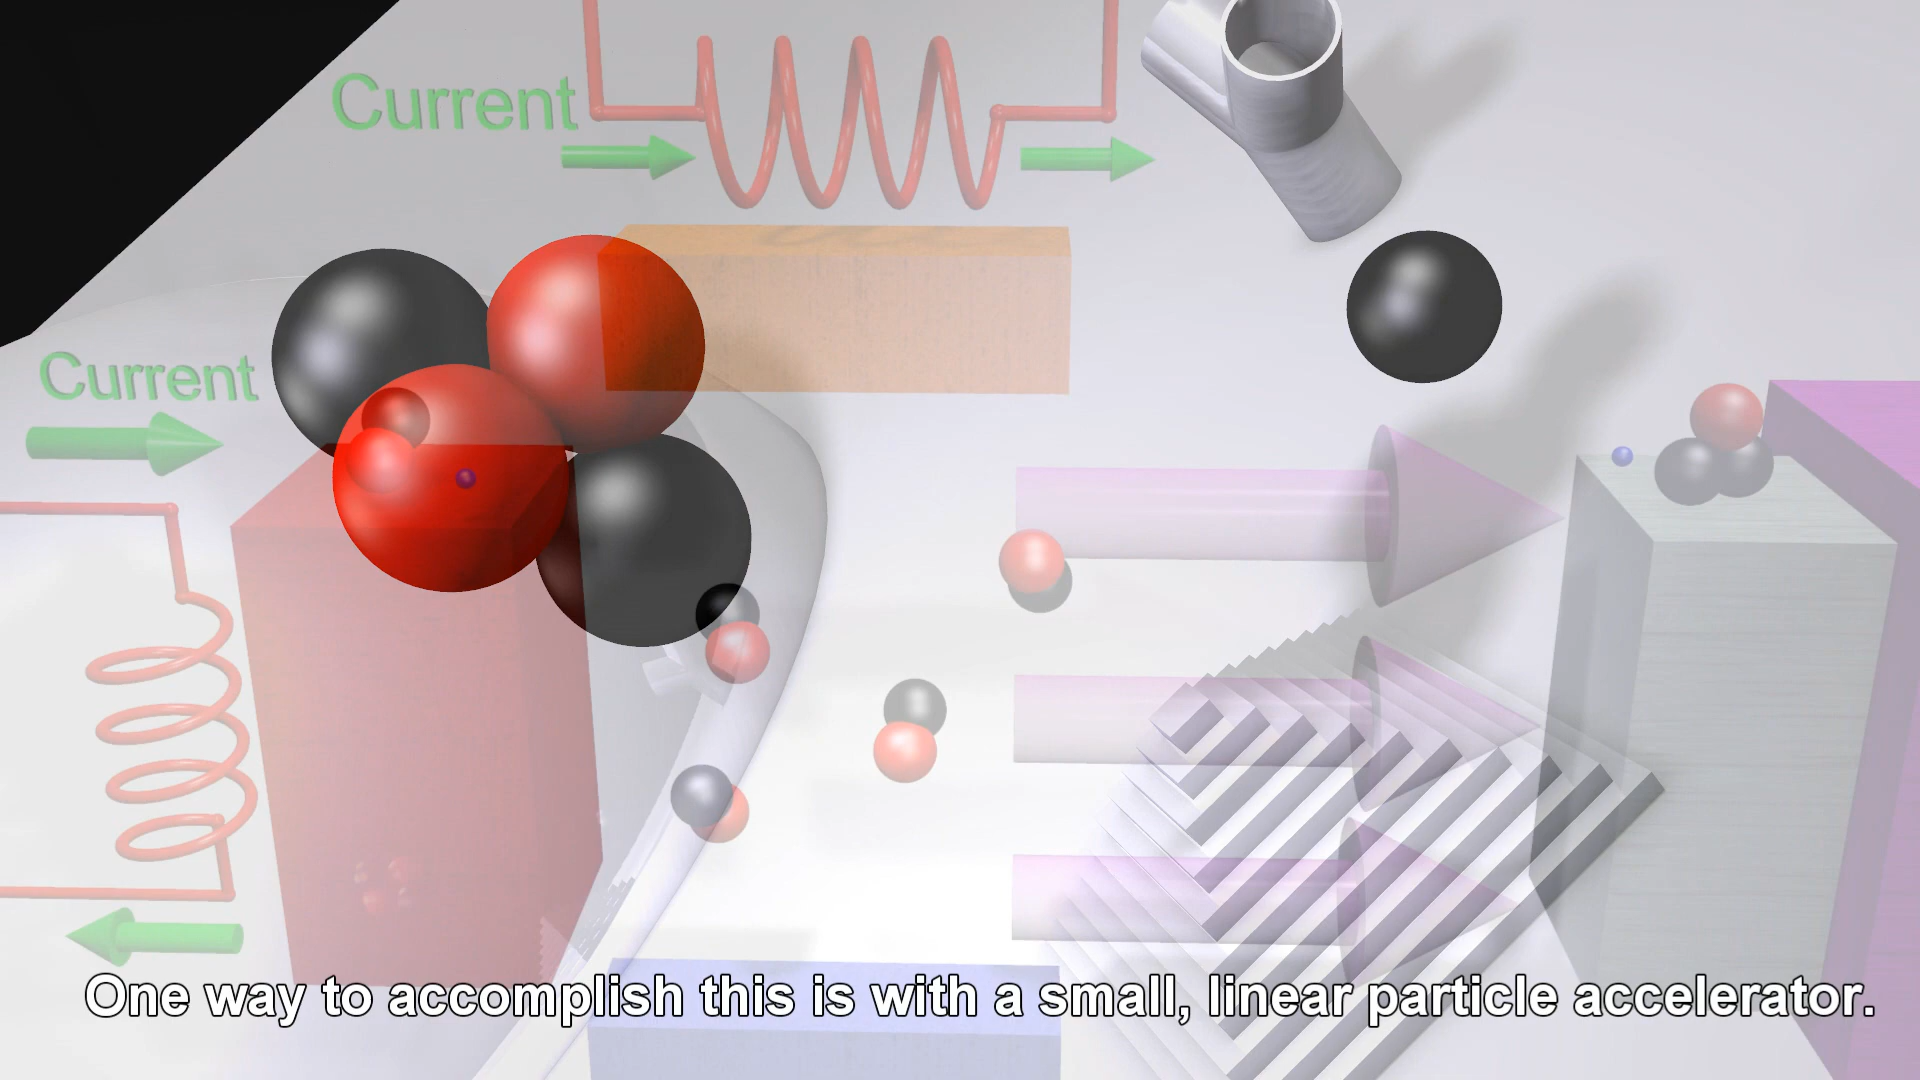 Current
Current
One way to accomplish this is with a small, linear particle accelerator.